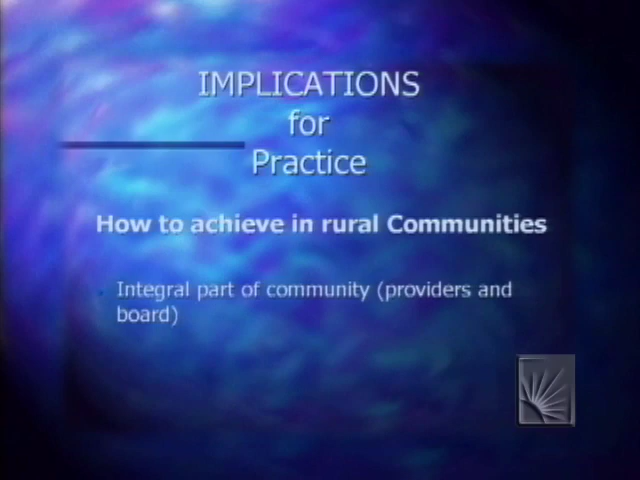 IMPLICATIONS
for
Practice
How to achieve in rural Communities
Integral part of community (providers and
board)